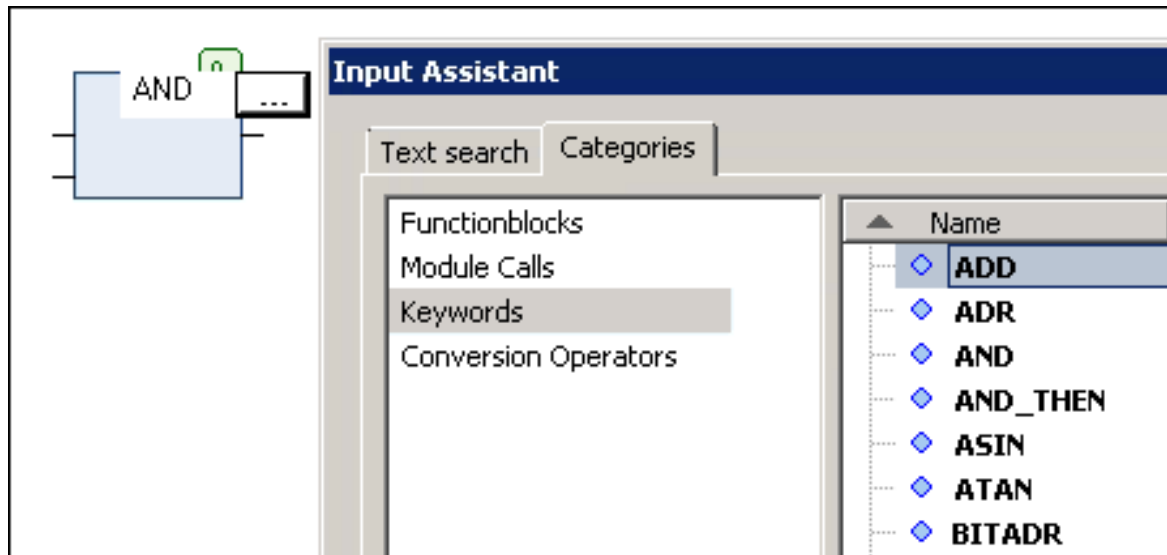 0
AND
...
Input Assistant
Text search
Categories
Functionblocks
Module Calls
Keywords
Conversion Operators
Name
ADD
ADR
AND
AND_THEN
ASIN
ATAN
BITADR